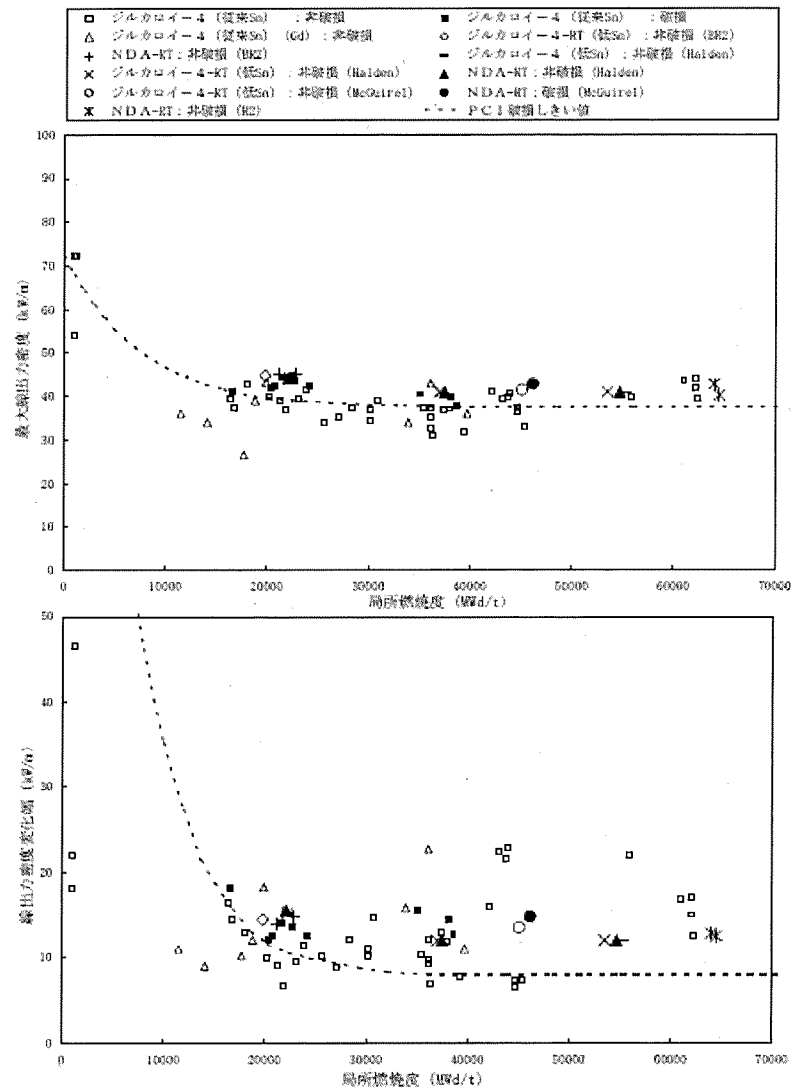 □ ジルカロイー4 (従来Sn) :非破損
■ ジルカロイー4 (従来Sn) :破損
△ ジルカロイー4 (従来Sn) (Gd) :非破損
◇ ジルカロイー4-RT (低Sn) :非破損 (BR2)
+ NDA-RT:非破損 (BR2)
- ジルカロイー4 (低Sn) :非破損 (Halden)
× ジルカロイー4-RT (低Sn) :非破損 (Halden)
▲ NDA-RT:非破損 (Halden)
○ ジルカロイー4-RT (低Sn) :非破損 (McGuire1)
● NDA-RT:破損 (McGuire1)
NDA-RT:非破損 (R2)
PCI破損しきい値
最大線出力密度 (kW/m)
100
90
80
70
60
50
40
30
20
10
0
0 10000 20000 30000 40000 50000 60000 70000
局所燃焼度 (MWd/t)
線出力密度変化幅 (kW/m)
50
40
30
20
10
0
0 10000 20000 30000 40000 50000 60000 70000
局所燃焼度 (MWd/t)